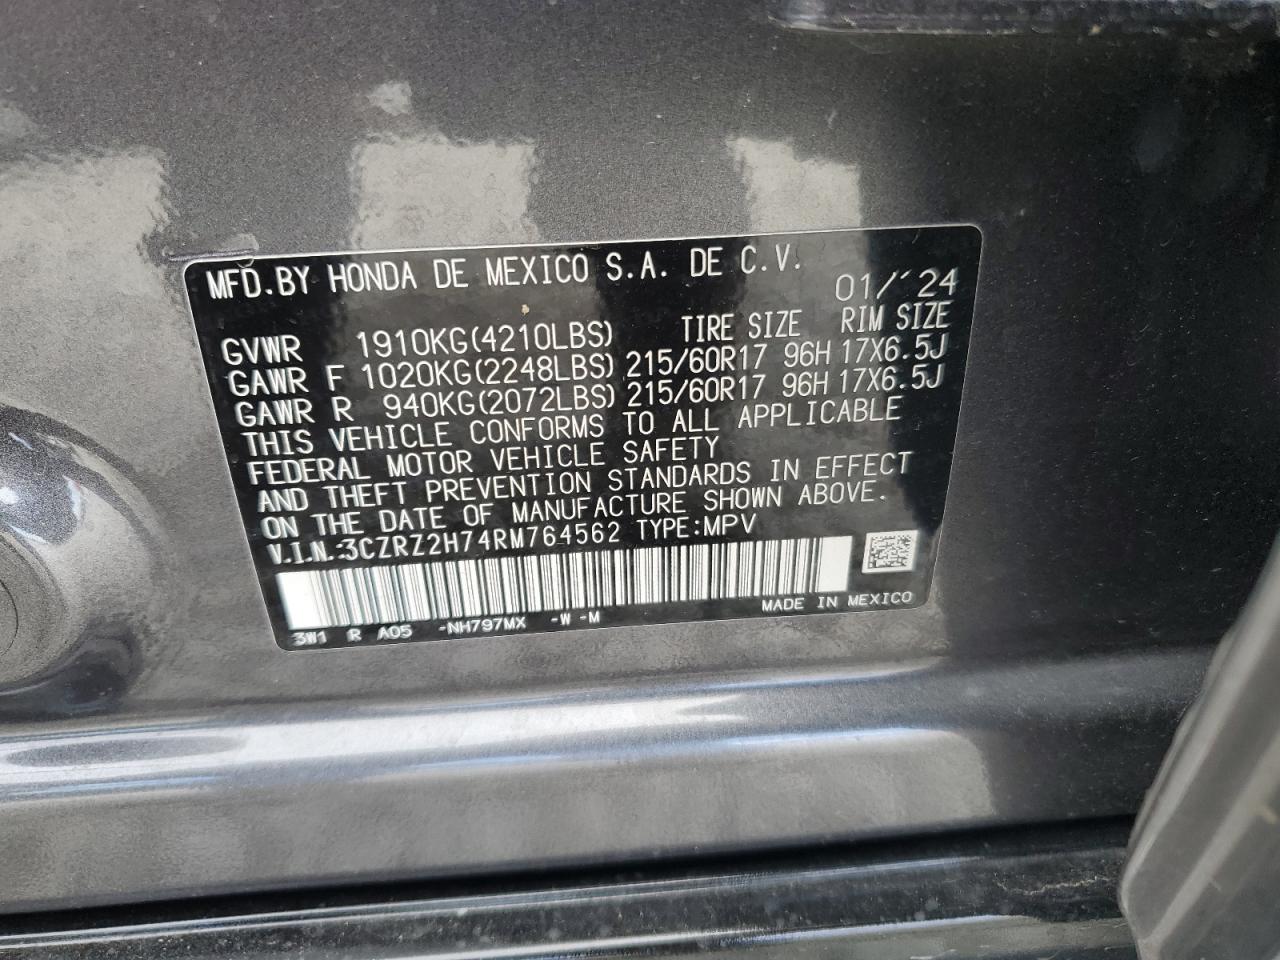 MFD.BY HONDA DE MEXICO S.A. DE C.V.
01/´24
GVWR 1910KG(4210LBS) TIRE SIZE RIM SIZE
GAWR F 1020KG(2248LBS) 215/60R17 96H 17X6.5J
GAWR R 940KG(2072LBS) 215/60R17 96H 17X6.5J
THIS VEHICLE CONFORMS TO ALL APPLICABLE
FEDERAL MOTOR VEHICLE SAFETY
AND THEFT PREVENTION STANDARDS IN EFFECT
ON THE DATE OF MANUFACTURE SHOWN ABOVE.
V.I.N.:3CZRZ2H74RM764562 TYPE:MPV
MADE IN MEXICO
3W1 R A05 -NH797MX -W -M